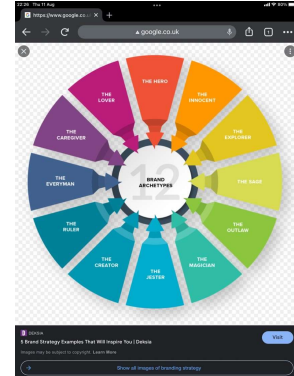 22:26 Thu 11 Aug
90%
https://www.google.co.u
google.co.uk
THE HERO
THE INNOCENT
THE EXPLORER
THE SAGE
THE OUTLAW
THE MAGICIAN
THE JESTER
THE CREATOR
THE RULER
THE EVERYMAN
THE CAREGIVER
THE LOVER
12
BRAND
ARCHETYPES
DEKSIA
5 Brand Strategy Examples That Will Inspire You | Deksia
Visit
Images may be subject to copyright. Learn More
Show all images of branding strategy